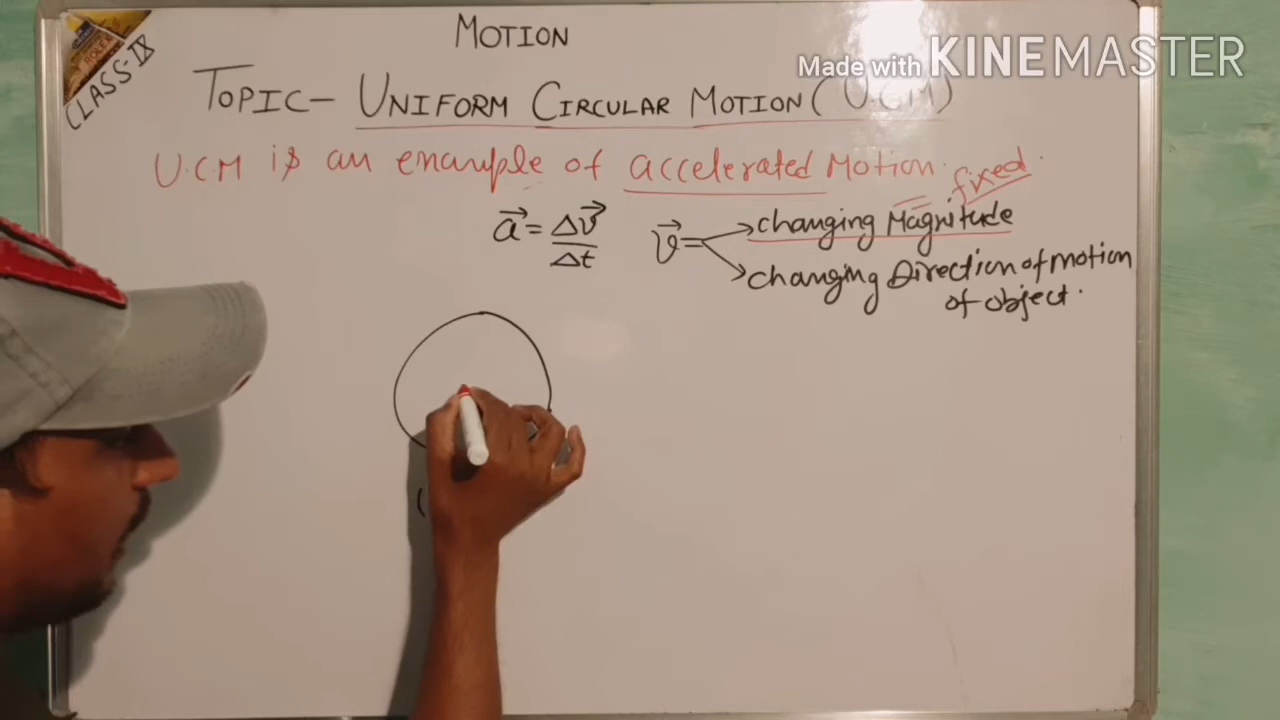 MOTION
Made with KINEMASTER
CLASS-IX
TOPIC- UNIFORM CIRCULAR MOTION (U.C.M)
U.C.M is an enample of accelerated Motion.
fixed
a⃗ = Δv⃗/Δt
v⃗ =
changing Magnitude
changing Direction of motion
of object.
(